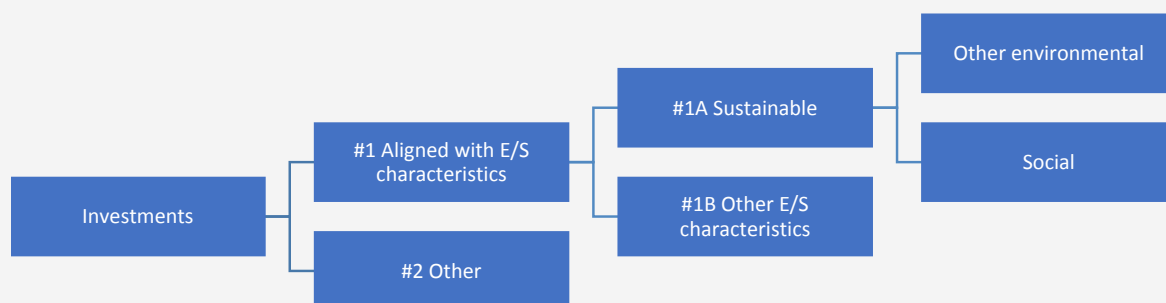 Investments
#1 Aligned with E/S
characteristics
#2 Other
#1A Sustainable
#1B Other E/S
characteristics
Other environmental
Social